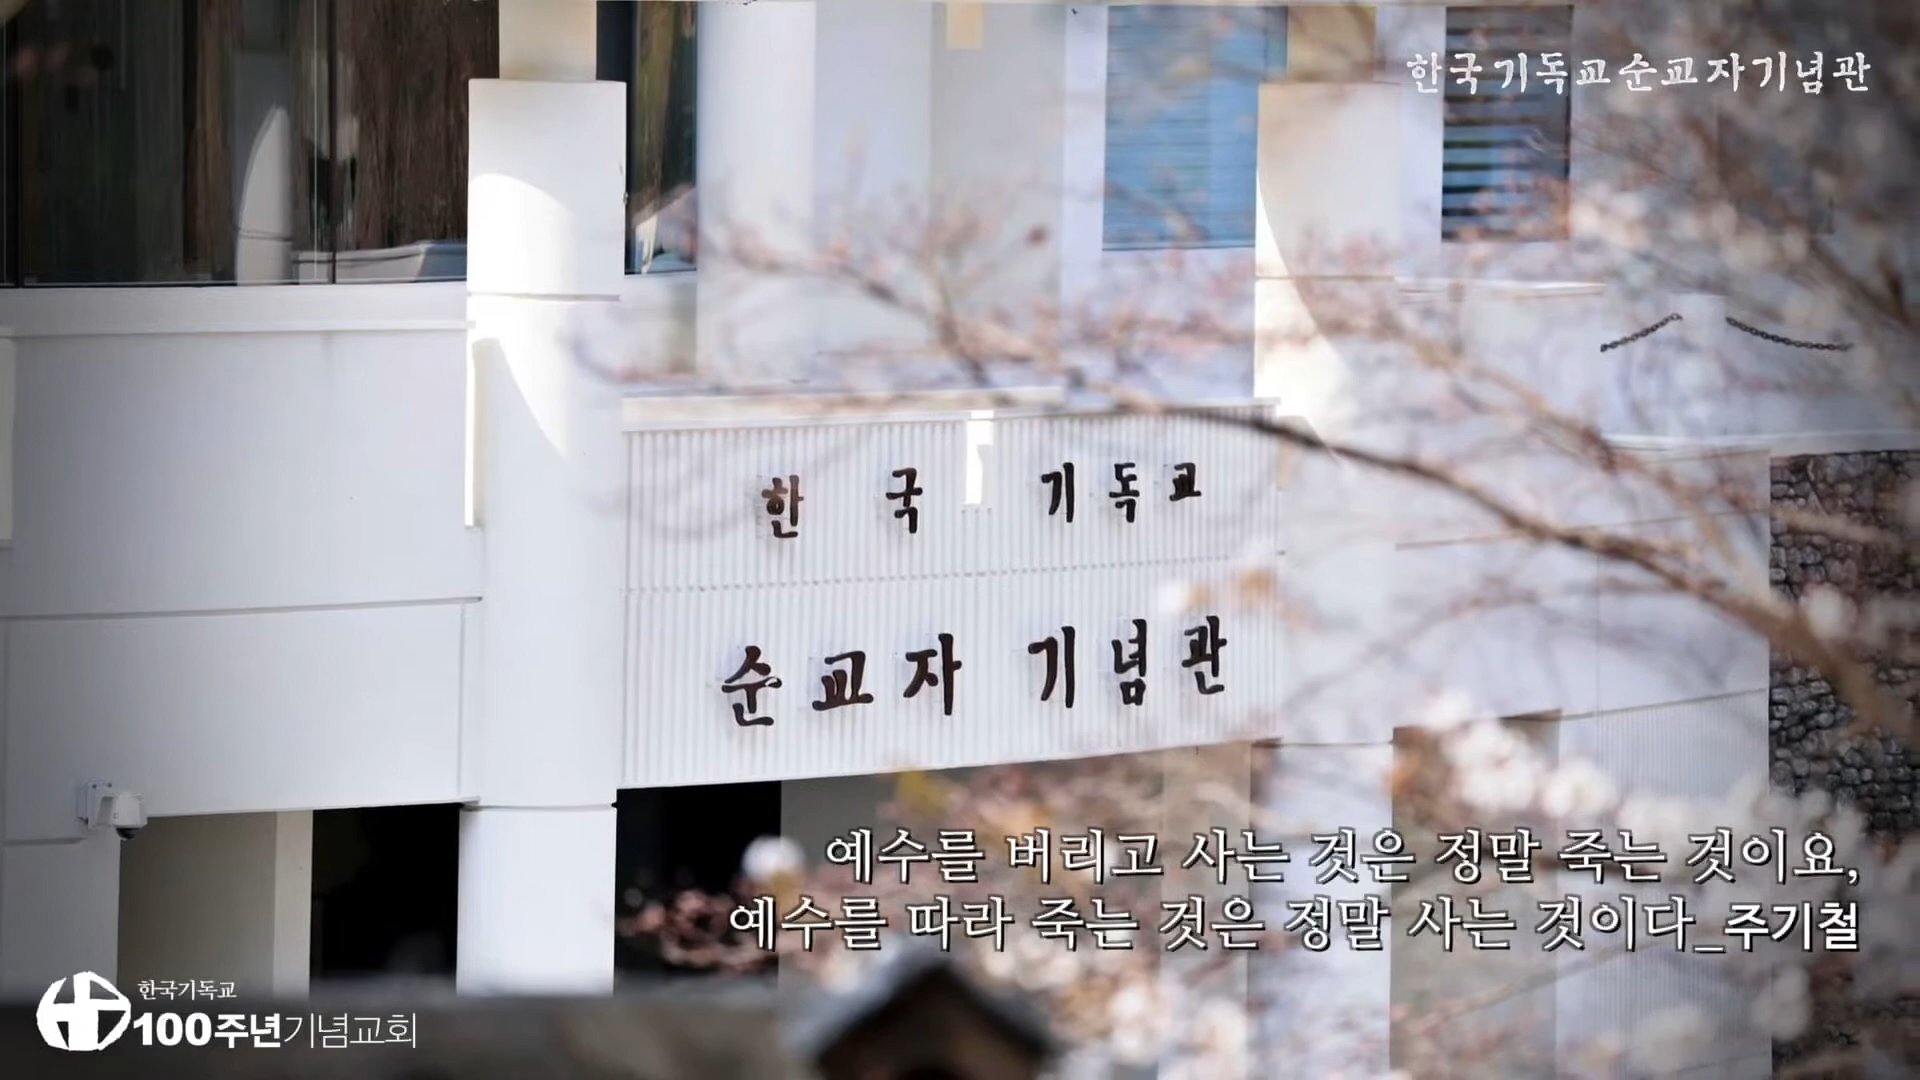 한국기독교순교자기념관
한 국 기독교
순교자 기념관
예수를 버리고 사는 것은 정말 죽는 것이요,
예수를 따라 죽는 것은 정말 사는 것이다_주기철
한국기독교
100주년기념교회